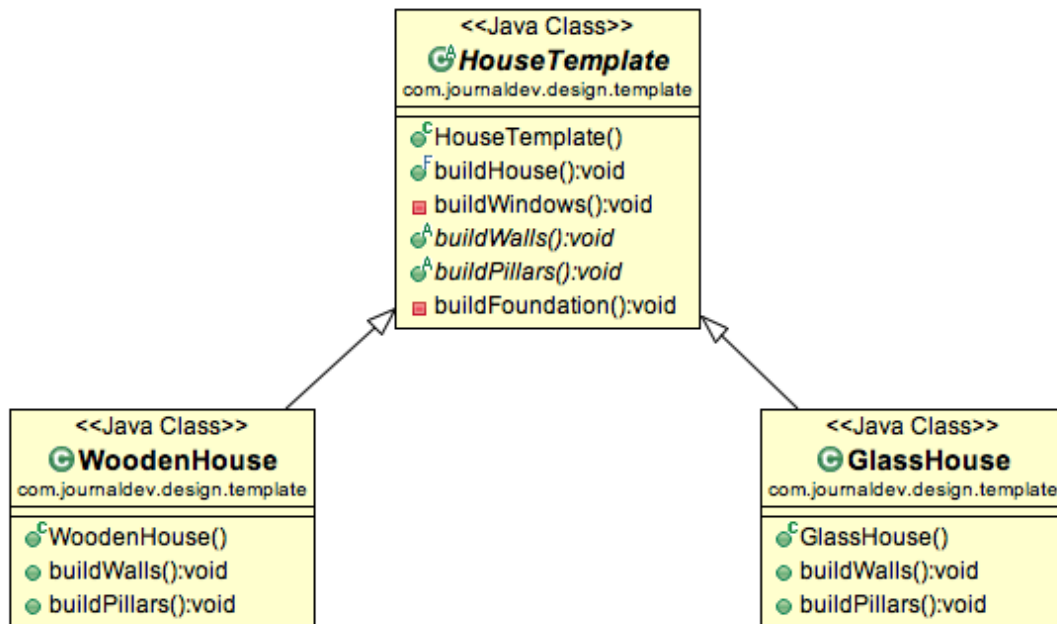 <<Java Class>>
HouseTemplate
com.journaldev.design.template
HouseTemplate()
buildHouse():void
buildWindows():void
buildWalls():void
buildPillars():void
buildFoundation():void
<<Java Class>>
WoodenHouse
com.journaldev.design.template
WoodenHouse()
buildWalls():void
buildPillars():void
<<Java Class>>
GlassHouse
com.journaldev.design.template
GlassHouse()
buildWalls():void
buildPillars():void